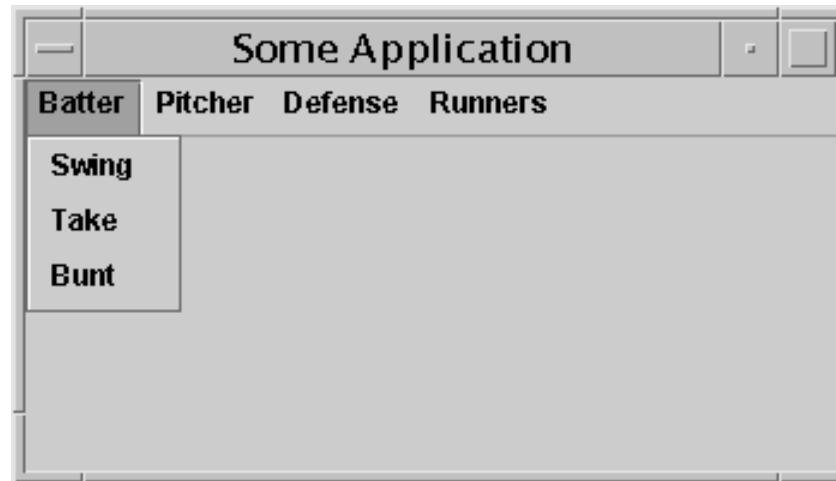 Some Application
Batter Pitcher Defense Runners
Swing
Take
Bunt